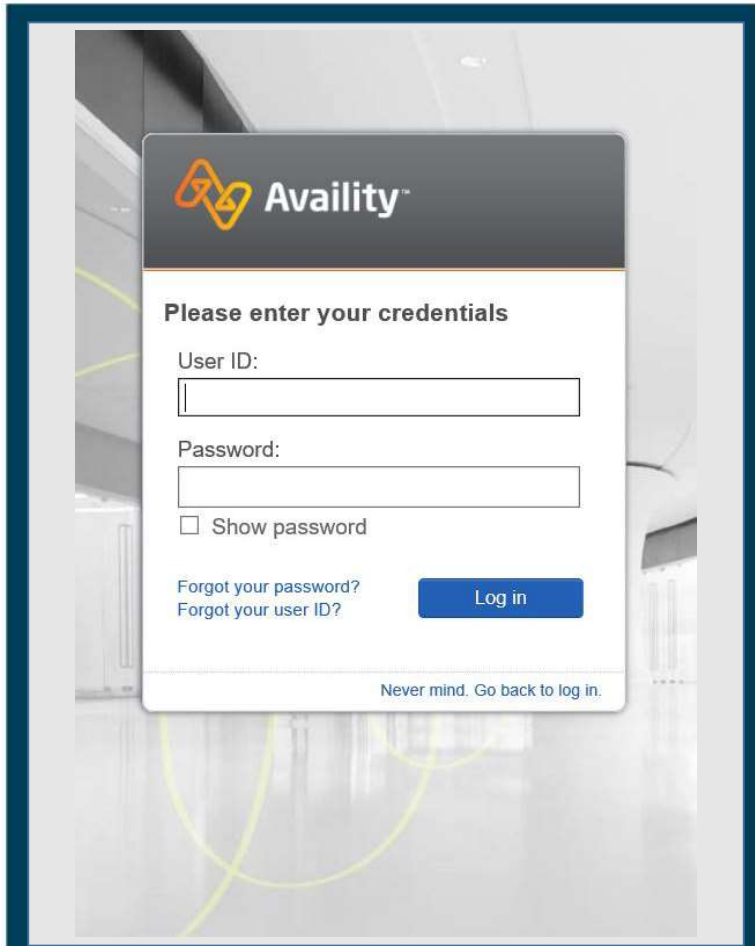 Availity™
Please enter your credentials
User ID:
Password:
Show password
Forgot your password?
Log in
Forgot your user ID?
Never mind. Go back to log in.